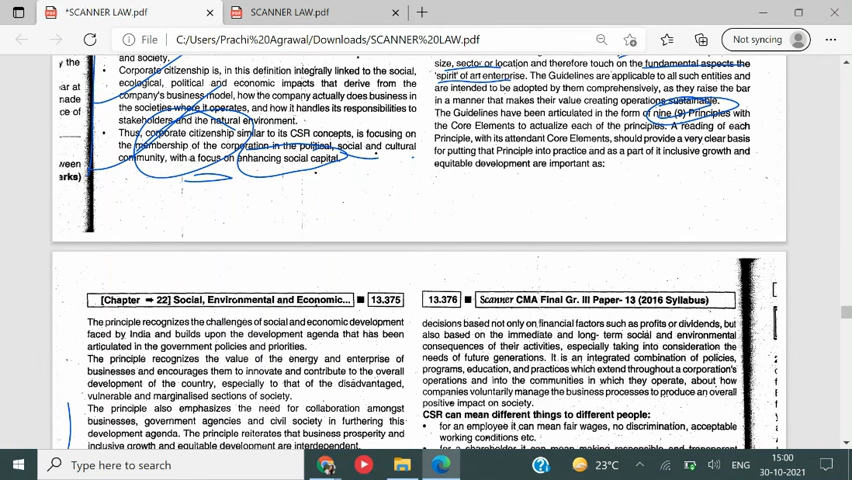 *SCANNER LAW.pdf
SCANNER LAW.pdf
File
C:/Users/Prachi%20Agrawal/Downloads/SCANNER%20LAW.pdf
Not syncing
y the
ear at
nade
ce of
ween
arks)
and society.
• Corporate citizenship is, in this definition integrally linked to the social,
ecological, political and economic impacts that derive from the
company's business model, how the company actually does business in
the societies where it operates, and how it handles its responsibilities to
stakeholders and the natural environment.
• Thus, corporate citizenship similar to its CSR concepts, is focusing on
the membership of the corporation in the political, social and cultural
community, with a focus on enhancing social capital.
size, sector or location and therefore touch on the fundamental aspects the
'spirit' of art enterprise. The Guidelines are applicable to all such entities and
are intended to be adopted by them comprehensively, as they raise the bar
in a manner that makes their value creating operations sustainable.
The Guidelines have been articulated in the form of nine (9) Principles with
the Core Elements to actualize each of the principles. A reading of each
Principle, with its attendant Core Elements, should provide a very clear basis
for putting that Principle into practice and as a part of it inclusive growth and
equitable development are important as:
[Chapter ➡ 22] Social, Environmental and Economic... ■ 13.375
The principle recognizes the challenges of social and economic development
faced by India and builds upon the development agenda that has been
articulated in the government policies and priorities.
The principle recognizes the value of the energy and enterprise of
businesses and encourages them to innovate and contribute to the overall
development of the country, especially to that of the disadvantaged,
vulnerable and marginalised sections of society.
The principle also emphasizes the need for collaboration amongst
businesses, government agencies and civil society in furthering this
development agenda. The principle reiterates that business prosperity and
inclusive growth and equitable development are interdependent.
13.376 ■ Scanner CMA Final Gr. III Paper- 13 (2016 Syllabus)
decisions based not only on financial factors such as profits or dividends, but
also based on the immediate and long- term social and environmental
consequences of their activities, especially taking into consideration the
needs of future generations. It is an integrated combination of policies,
programs, education, and practices which extend throughout a corporation's
operations and into the communities in which they operate, about how
companies voluntarily manage the business processes to produce an overall
positive impact on society.
CSR can mean different things to different people:
• for an employee it can mean fair wages, no discrimination, acceptable
working conditions etc.
• for a shareholder it can mean making responsible and transparent
Type here to search
23°C
ENG
15:00
30-10-2021